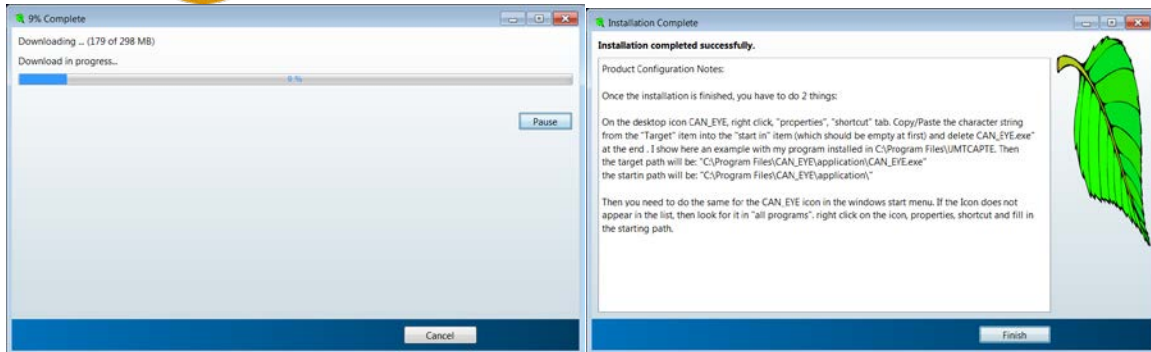 9% Complete
Downloading ... (179 of 298 MB)
Download in progress...
0 %
Pause
Cancel
Installation Complete
Installation completed successfully.
Product Configuration Notes:
Once the installation is finished, you have to do 2 things:
On the desktop icon CAN_EYE, right click, "properties", "shortcut" tab. Copy/Paste the character string
from the "Target" item into the "start in" item (which should be empty at first) and delete CAN_EYE.exe"
at the end . I show here an example with my program installed in C:\Program Files\UMTCAPTE. Then
the target path will be: "C:\Program Files\CAN_EYE\application\CAN_EYE.exe"
the startin path will be: "C:\Program Files\CAN_EYE\application\"
Then you need to do the same for the CAN_EYE icon in the windows start menu. If the Icon does not
appear in the list, then look for it in "all programs". right click on the icon, properties, shortcut and fill in
the starting path.
Finish